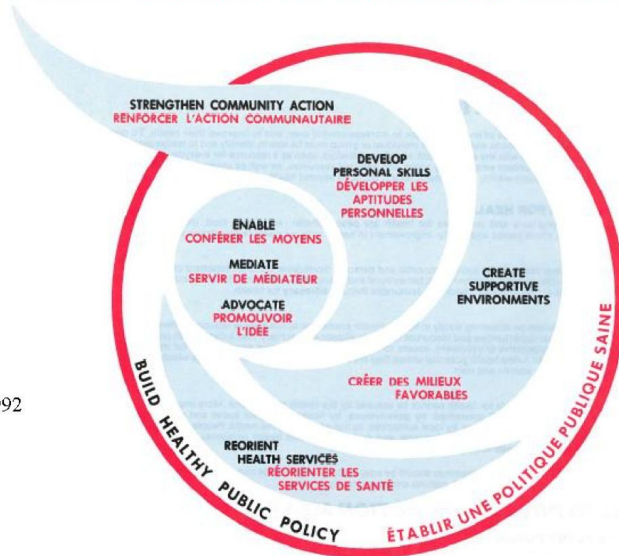 STRENGTHEN COMMUNITY ACTION
RENFORCER L'ACTION COMMUNAUTAIRE
DEVELOP
PERSONAL SKILLS
DÉVELOPPER LES
APTITUDES
PERSONNELLES
ENABLE
CONFÉRER LES MOYENS
MEDIATE
SERVIR DE MÉDIATEUR
ADVOCATE
PROMOUVOIR
L'IDÉE
CREATE
SUPPORTIVE
ENVIRONMENTS
CRÉER DES MILIEUX
FAVORABLES
REORIENT
HEALTH SERVICES
RÉORIENTER LES
SERVICES DE SANTÉ
BUILD HEALTHY PUBLIC POLICY
ÉTABLIR UNE POLITIQUE PUBLIQUE SAINE